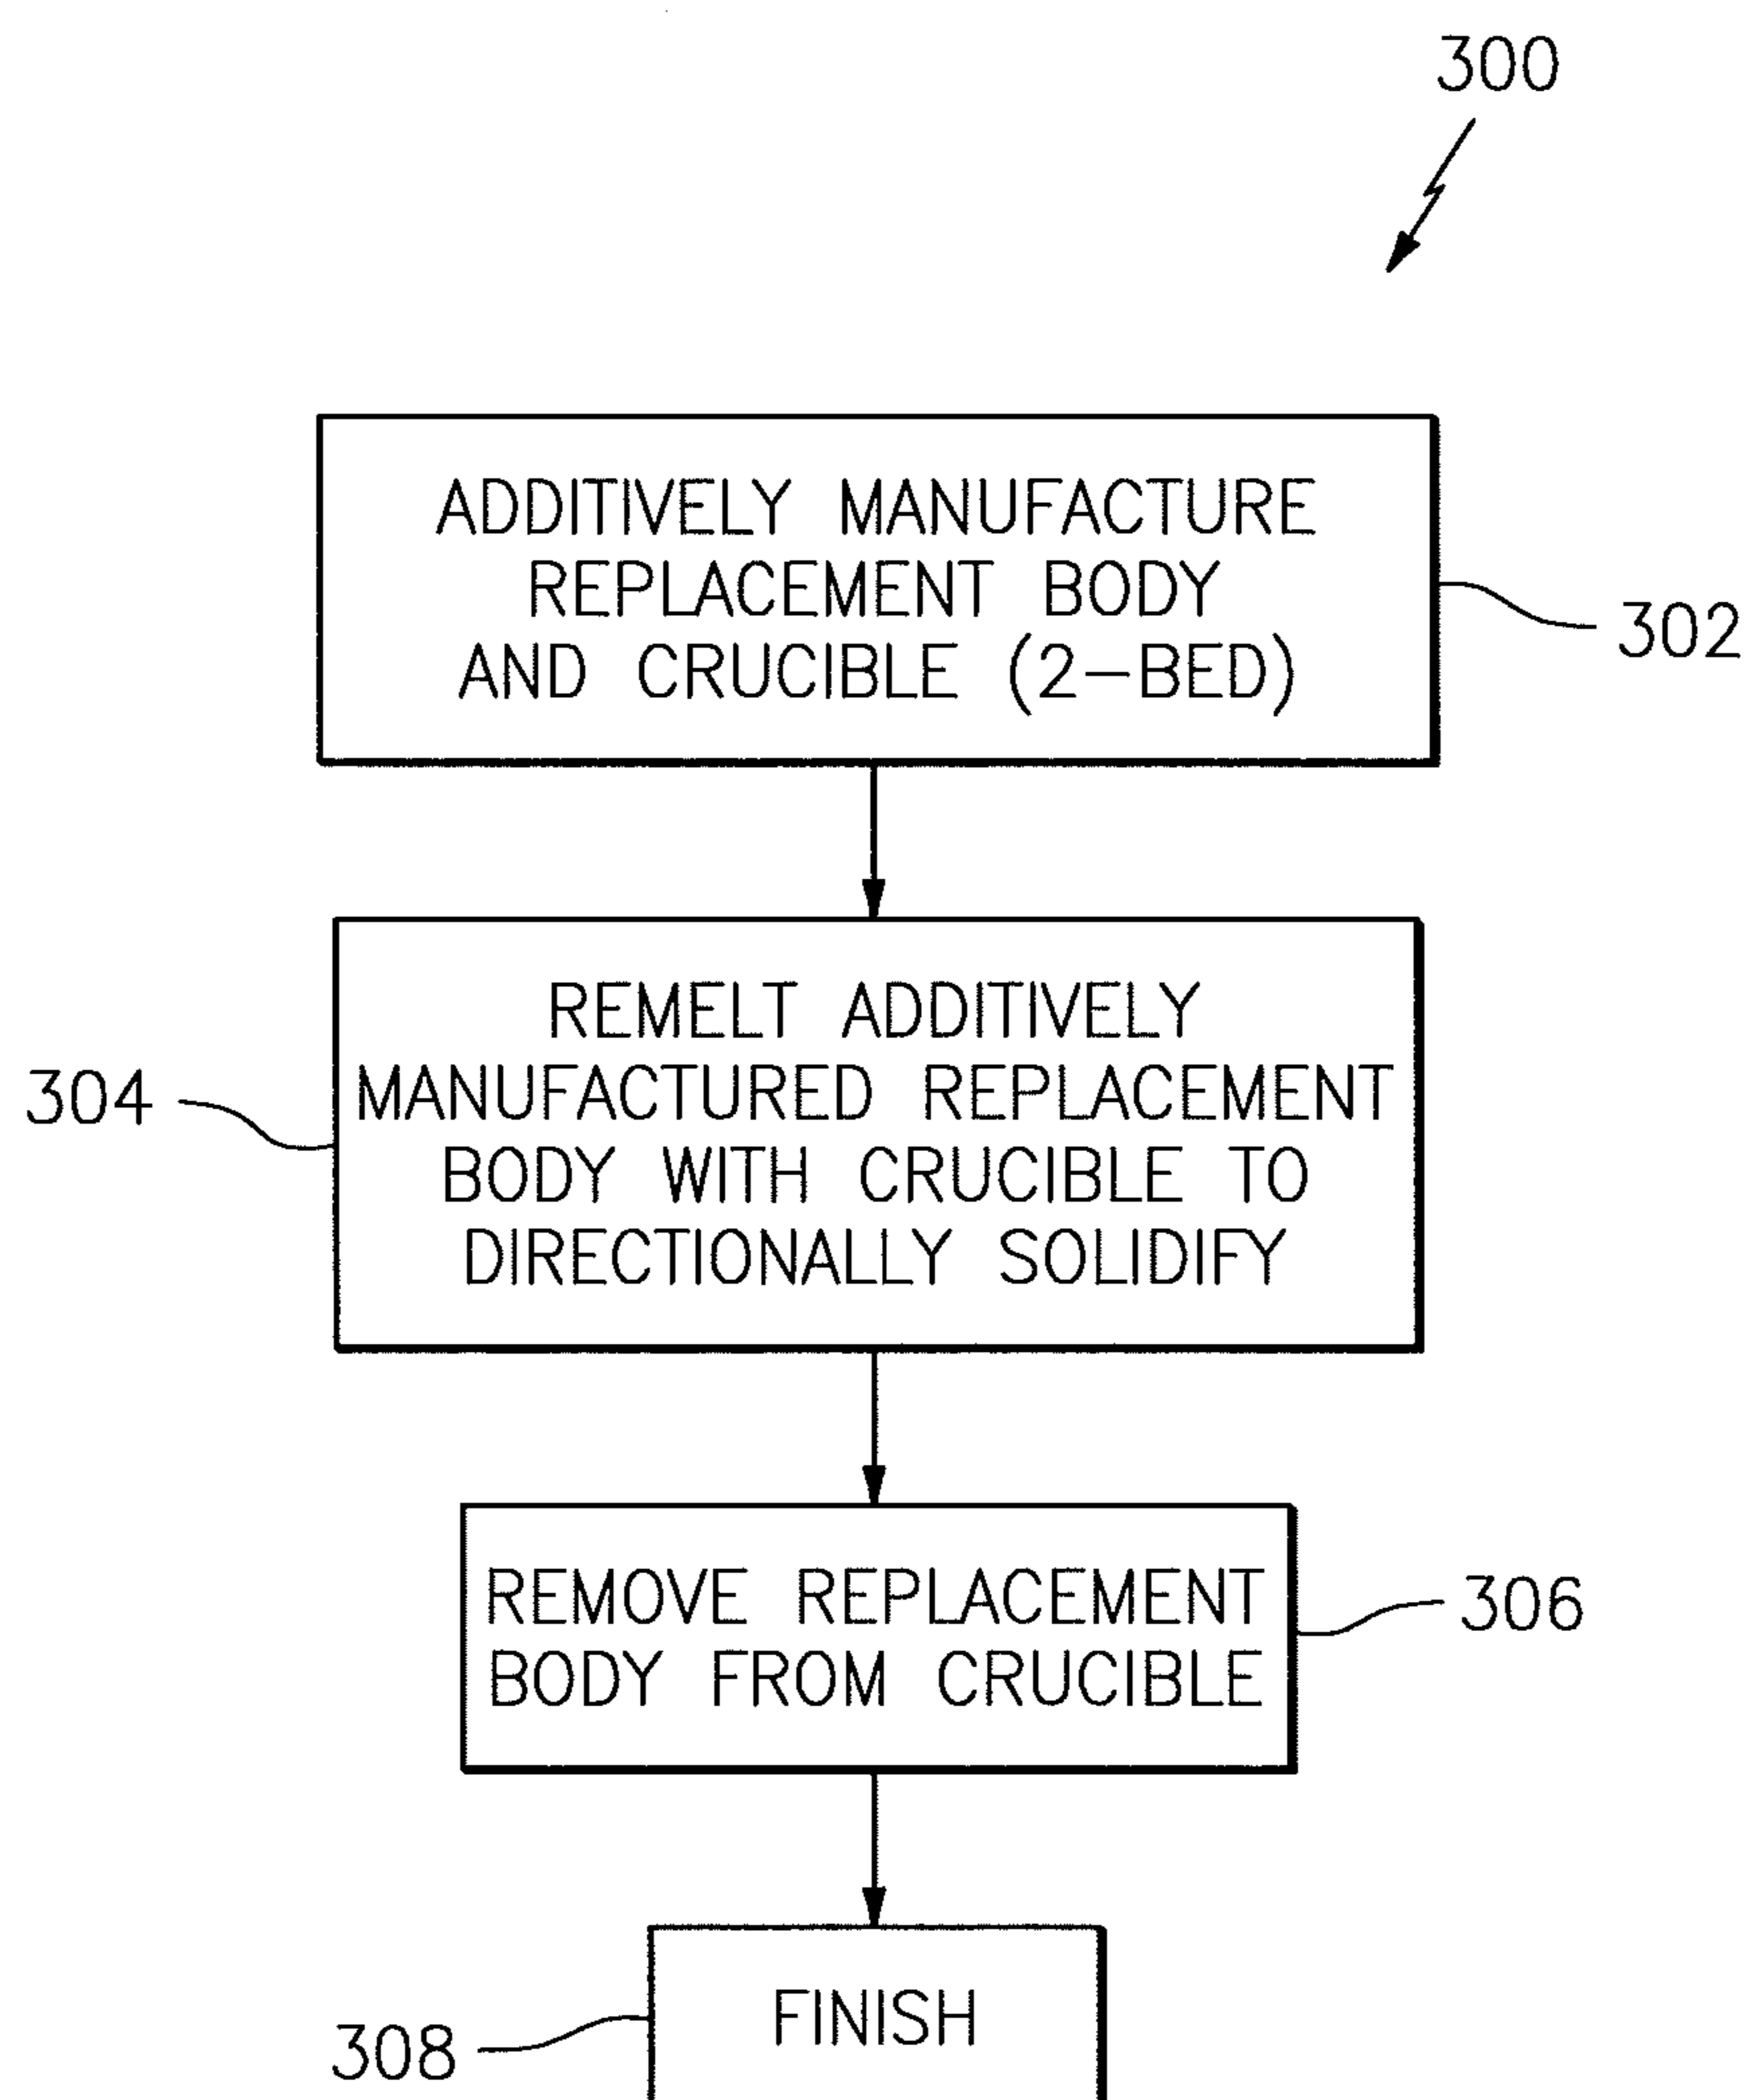 300
ADDITIVELY MANUFACTURE
REPLACEMENT BODY
AND CRUCIBLE (2-BED)
302
REMELT ADDITIVELY
MANUFACTURED REPLACEMENT
BODY WITH CRUCIBLE TO
DIRECTIONALLY SOLIDIFY
304
REMOVE REPLACEMENT
BODY FROM CRUCIBLE
306
FINISH
308